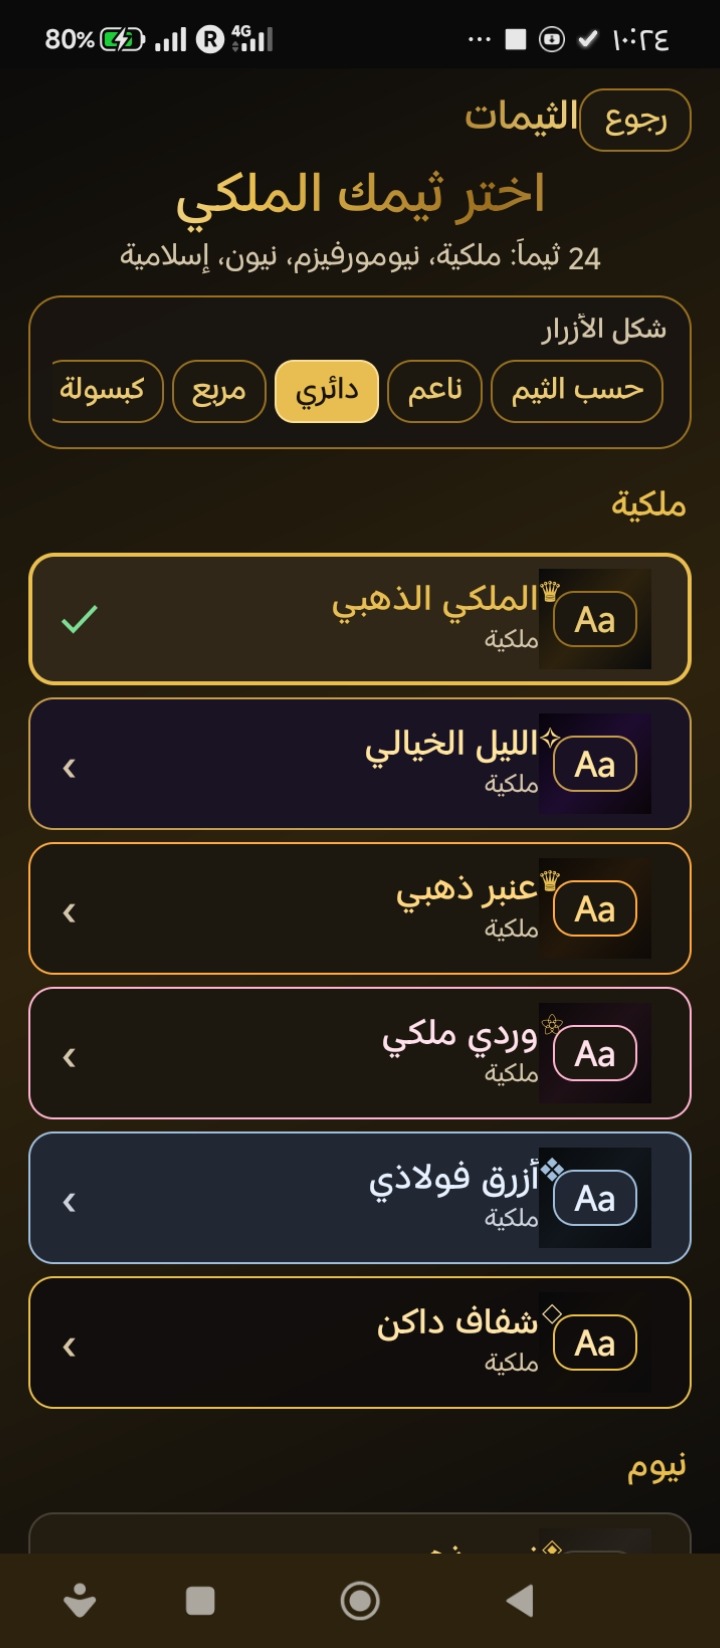 80% R 4G ١٠:٢٤
رجوع الثيمات
اختر ثيمك الملكي
24 ثيماً: ملكية، نيومورفيزم، نيون، إسلامية
شكل الأزرار
حسب الثيم ناعم دائري مربع كبسولة
ملكية
Aa الملكي الذهبي
ملكية
Aa الليل الخيالي
ملكية
Aa عنبر ذهبي
ملكية
Aa وردي ملكي
ملكية
Aa أزرق فولاذي
ملكية
Aa شفاف داكن
ملكية
نيوم